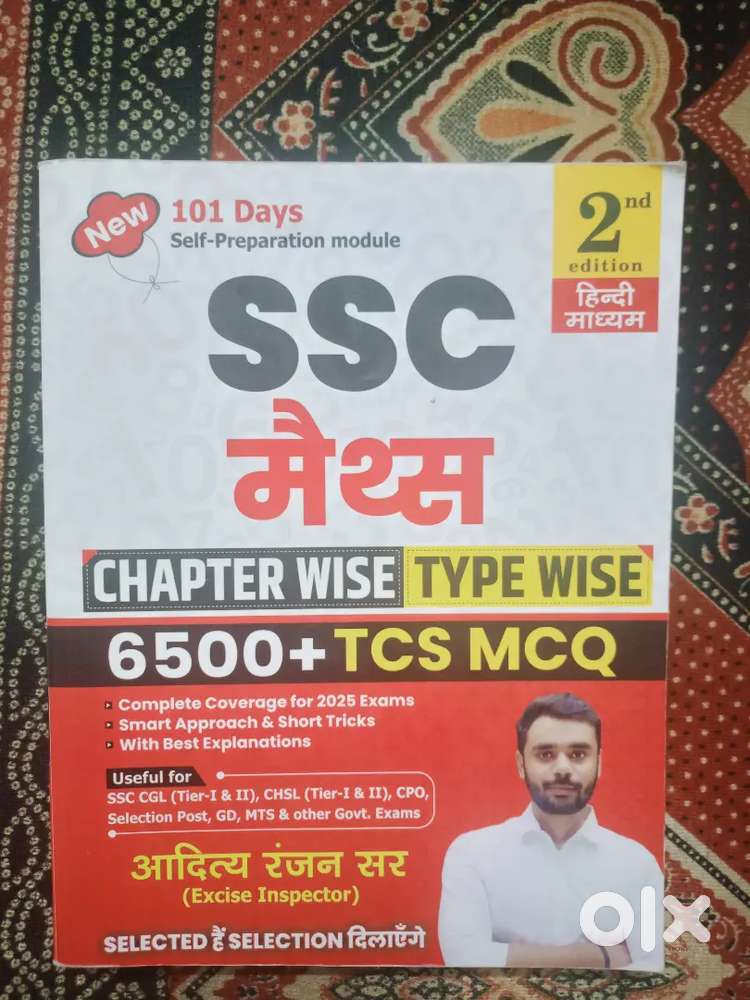 New
101 Days
Self-Preparation module
2nd
edition
हिन्दी
माध्यम
SSC
मैथ्स
CHAPTER WISE TYPE WISE
6500+ TCS MCQ
Complete Coverage for 2025 Exams
Smart Approach & Short Tricks
With Best Explanations
Useful for
SSC CGL (Tier-I & II), CHSL (Tier-I & II), CPO,
Selection Post, GD, MTS & other Govt. Exams
आदित्य रंजन सर
(Excise Inspector)
SELECTED हैं SELECTION दिलाएँगे
olx